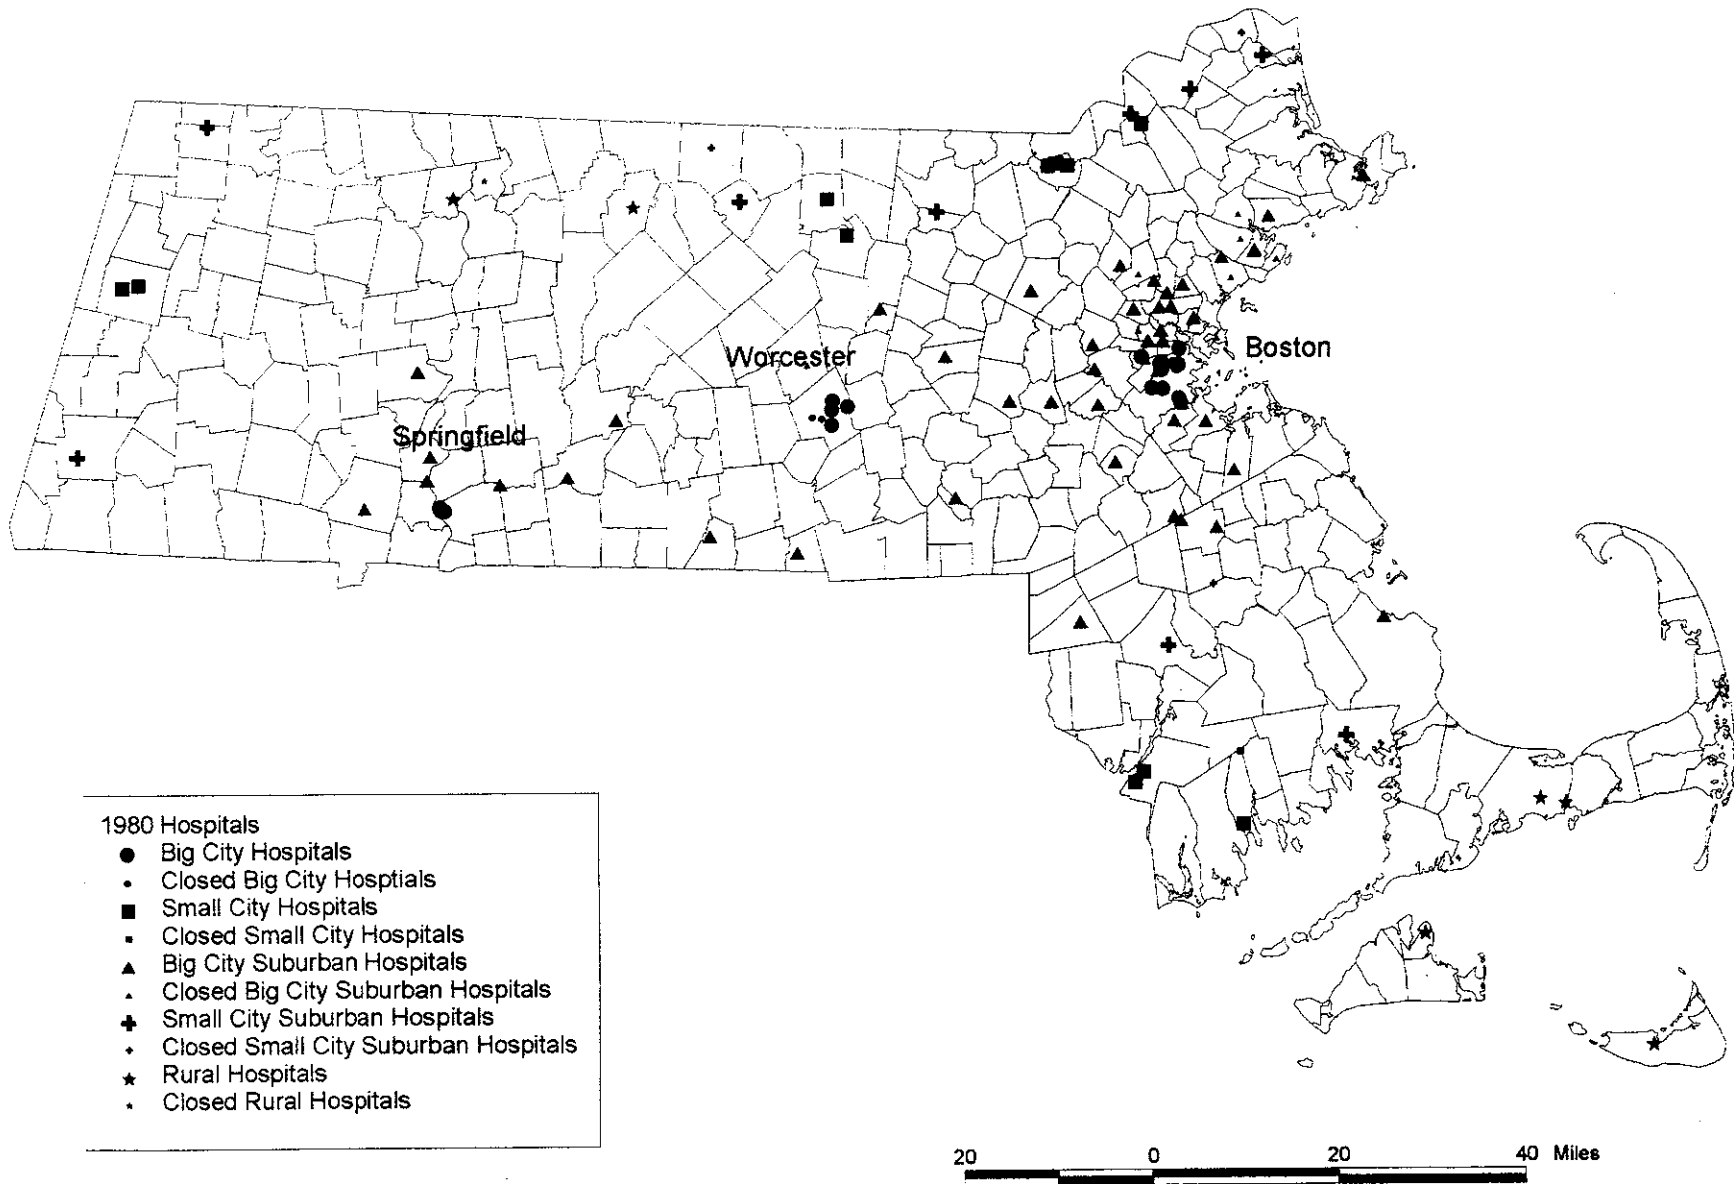 Worcester
Boston
Springfield
1980 Hospitals
Big City Hospitals
Closed Big City Hosptials
Small City Hospitals
Closed Small City Hospitals
Big City Suburban Hospitals
Closed Big City Suburban Hospitals
Small City Suburban Hospitals
Closed Small City Suburban Hospitals
Rural Hospitals
Closed Rural Hospitals
20 0 20 40 Miles